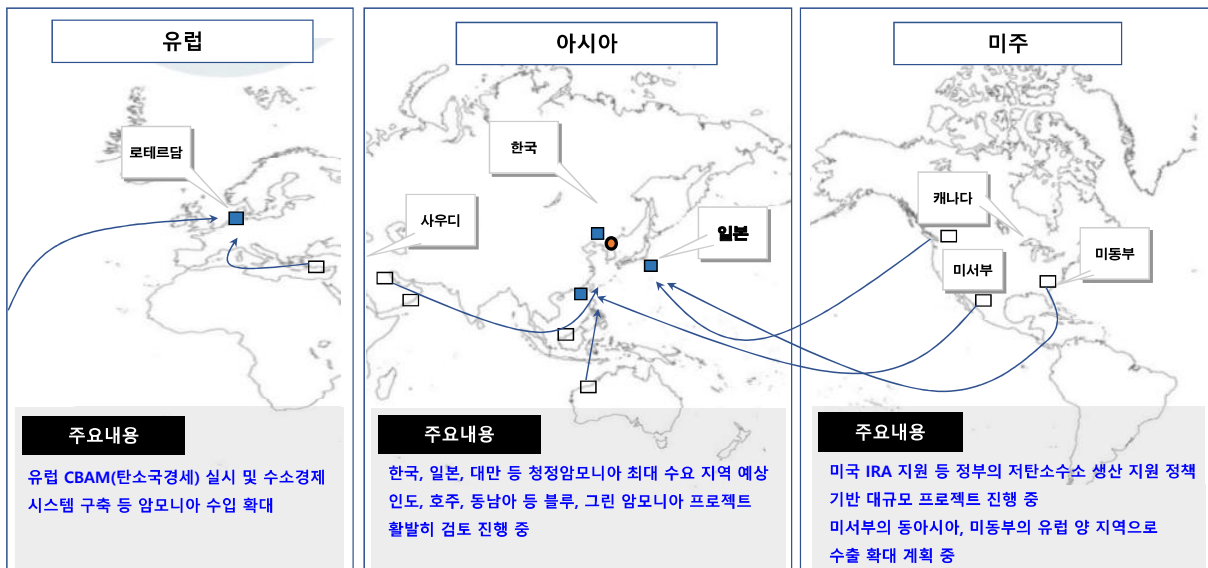 유럽
로테르담
주요내용
유럽 CBAM(탄소국경세) 실시 및 수소경제
시스템 구축 등 암모니아 수입 확대
아시아
한국
사우디
일본
주요내용
한국, 일본, 대만 등 청정암모니아 최대 수요 지역 예상
인도, 호주, 동남아 등 블루, 그린 암모니아 프로젝트
활발히 검토 진행 중
미주
캐나다
미서부
미동부
주요내용
미국 IRA 지원 등 정부의 저탄소수소 생산 지원 정책
기반 대규모 프로젝트 진행 중
미서부의 동아시아, 미동부의 유럽 양 지역으로
수출 확대 계획 중